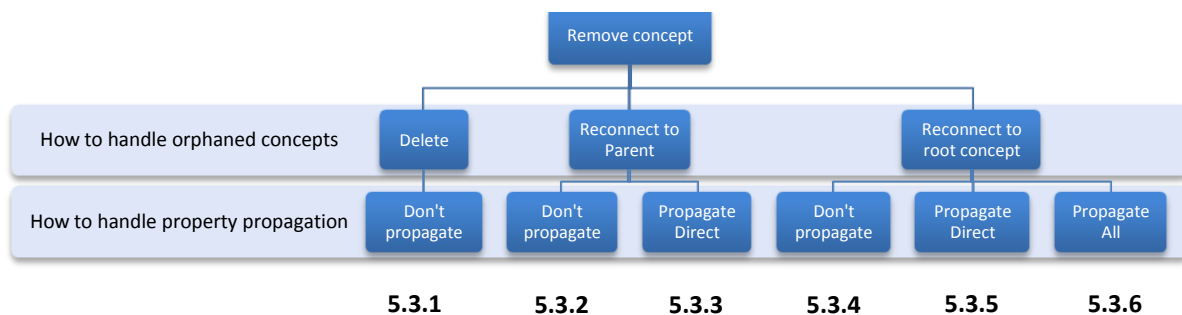 Remove concept
How to handle orphaned concepts
Delete
Reconnect to
Parent
Reconnect to
root concept
How to handle property propagation
Don't
propagate
Don't
propagate
Propagate
Direct
Don't
propagate
Propagate
Direct
Propagate
All
5.3.1
5.3.2
5.3.3
5.3.4
5.3.5
5.3.6